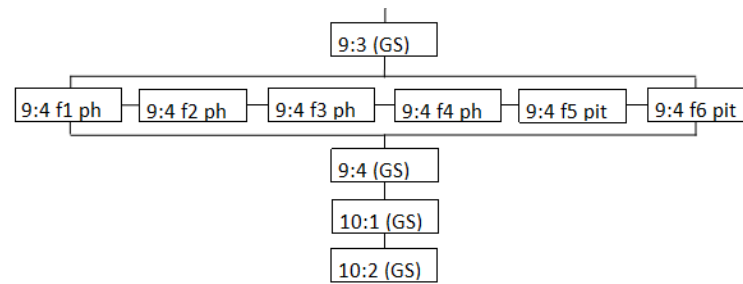 9:3 (GS)
9:4 f1 ph
9:4 f2 ph
9:4 f3 ph
9:4 f4 ph
9:4 f5 pit
9:4 f6 pit
9:4 (GS)
10:1 (GS)
10:2 (GS)